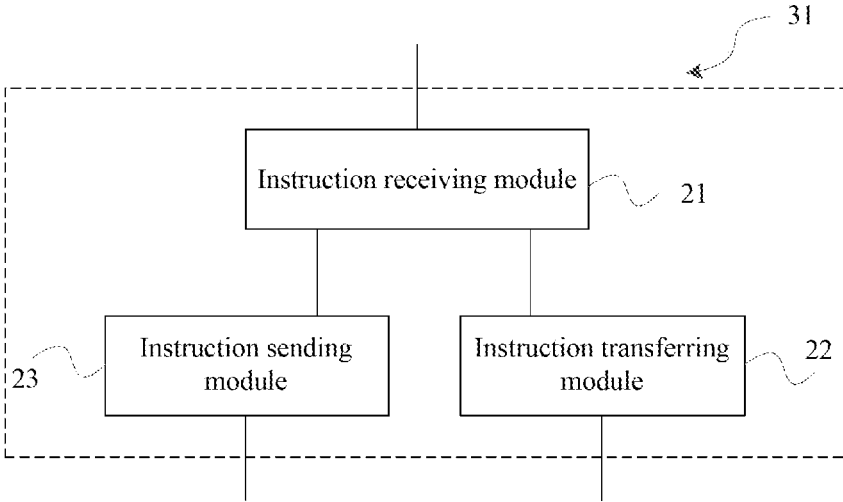 31
Instruction receiving module
21
Instruction sending
module
23
Instruction transferring
module
22